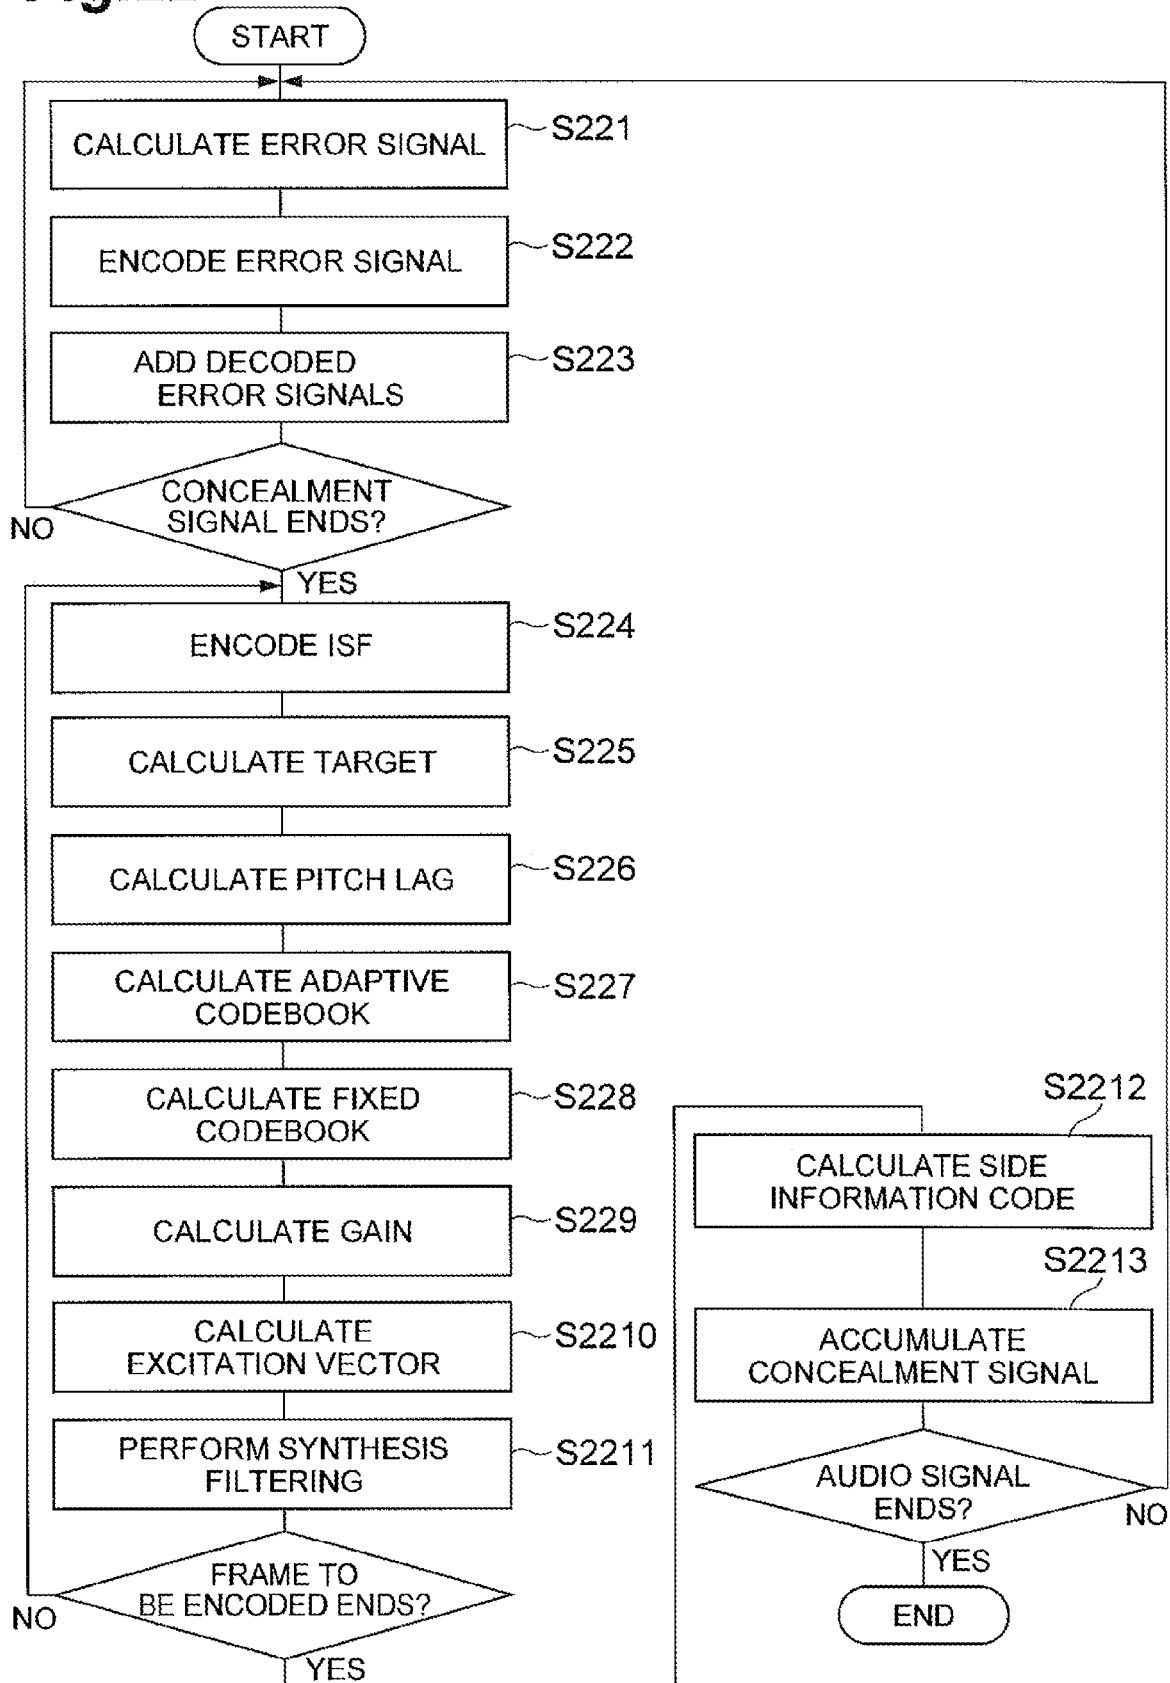 START
CALCULATE ERROR SIGNAL
S221
ENCODE ERROR SIGNAL
S222
ADD DECODED
ERROR SIGNALS
S223
CONCEALMENT
SIGNAL ENDS?
NO
YES
ENCODE ISF
S224
CALCULATE TARGET
S225
CALCULATE PITCH LAG
S226
CALCULATE ADAPTIVE
CODEBOOK
S227
CALCULATE FIXED
CODEBOOK
S228
CALCULATE GAIN
S229
CALCULATE
EXCITATION VECTOR
S2210
PERFORM SYNTHESIS
FILTERING
S2211
FRAME TO
BE ENCODED ENDS?
NO
YES
S2212
CALCULATE SIDE
INFORMATION CODE
S2213
ACCUMULATE
CONCEALMENT SIGNAL
AUDIO SIGNAL
ENDS?
NO
YES
END